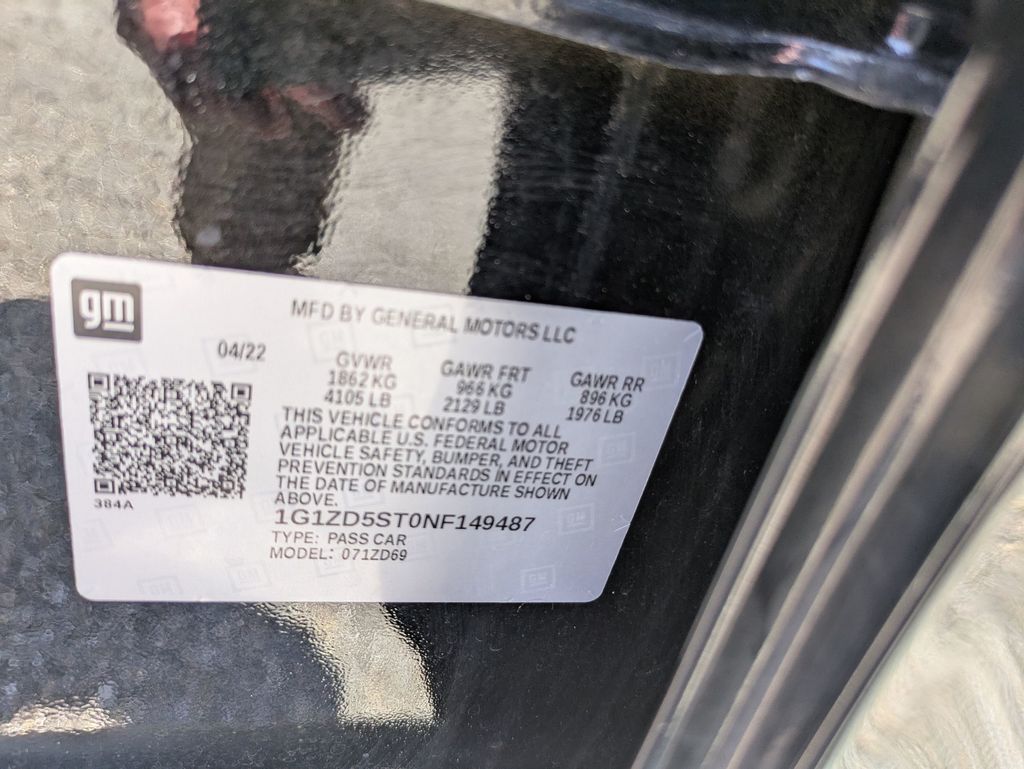 gm
MFD BY GENERAL MOTORS LLC
04/22
GVWR GAWR FRT GAWR RR
1862 KG 966 KG 896 KG
4105 LB 2129 LB 1976 LB
THIS VEHICLE CONFORMS TO ALL
APPLICABLE U.S. FEDERAL MOTOR
VEHICLE SAFETY, BUMPER, AND THEFT
PREVENTION STANDARDS IN EFFECT ON
THE DATE OF MANUFACTURE SHOWN
ABOVE.
384A
1G1ZD5ST0NF149487
TYPE: PASS CAR
MODEL: 071ZD69